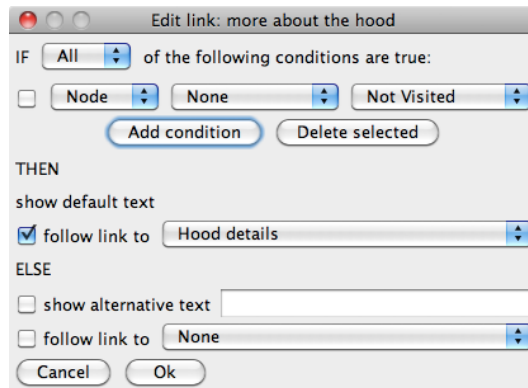 Edit link: more about the hood
IF All of the following conditions are true:
Node None Not Visited
Add condition Delete selected
THEN
show default text
follow link to Hood details
ELSE
show alternative text
follow link to None
Cancel Ok